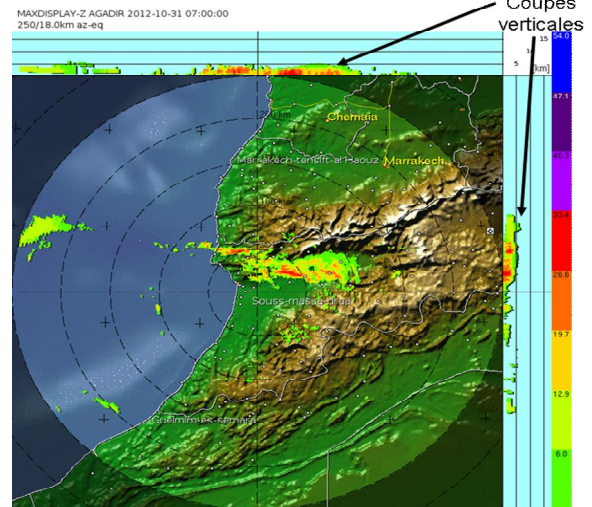 MAXDISPLAY-Z AGADIR 2012-10-31 07:00:00
250/18.0km az-eq
Coupes
verticales
15
5
[km]
54.0
47.1
40.3
33.4
26.6
19.7
12.9
6.0
Chemaia
Marrakech-tensift-al Haouz
Marrakech
Souss-massa-draa
Guelmim-es-semara